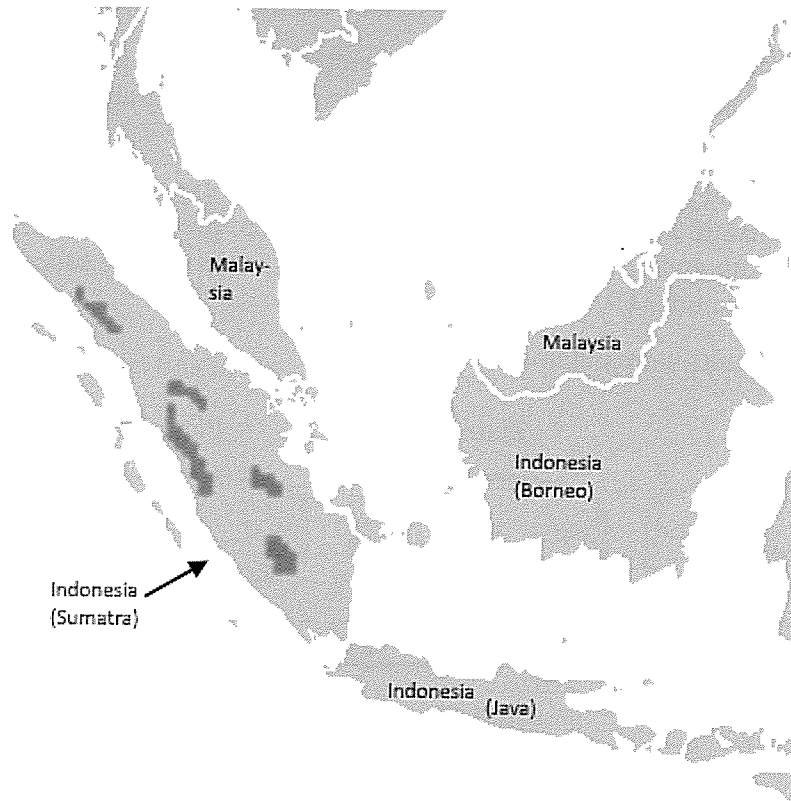 Malay-
sia
Malaysia
Indonesia
(Borneo)
Indonesia
(Sumatra)
Indonesia
(Java)